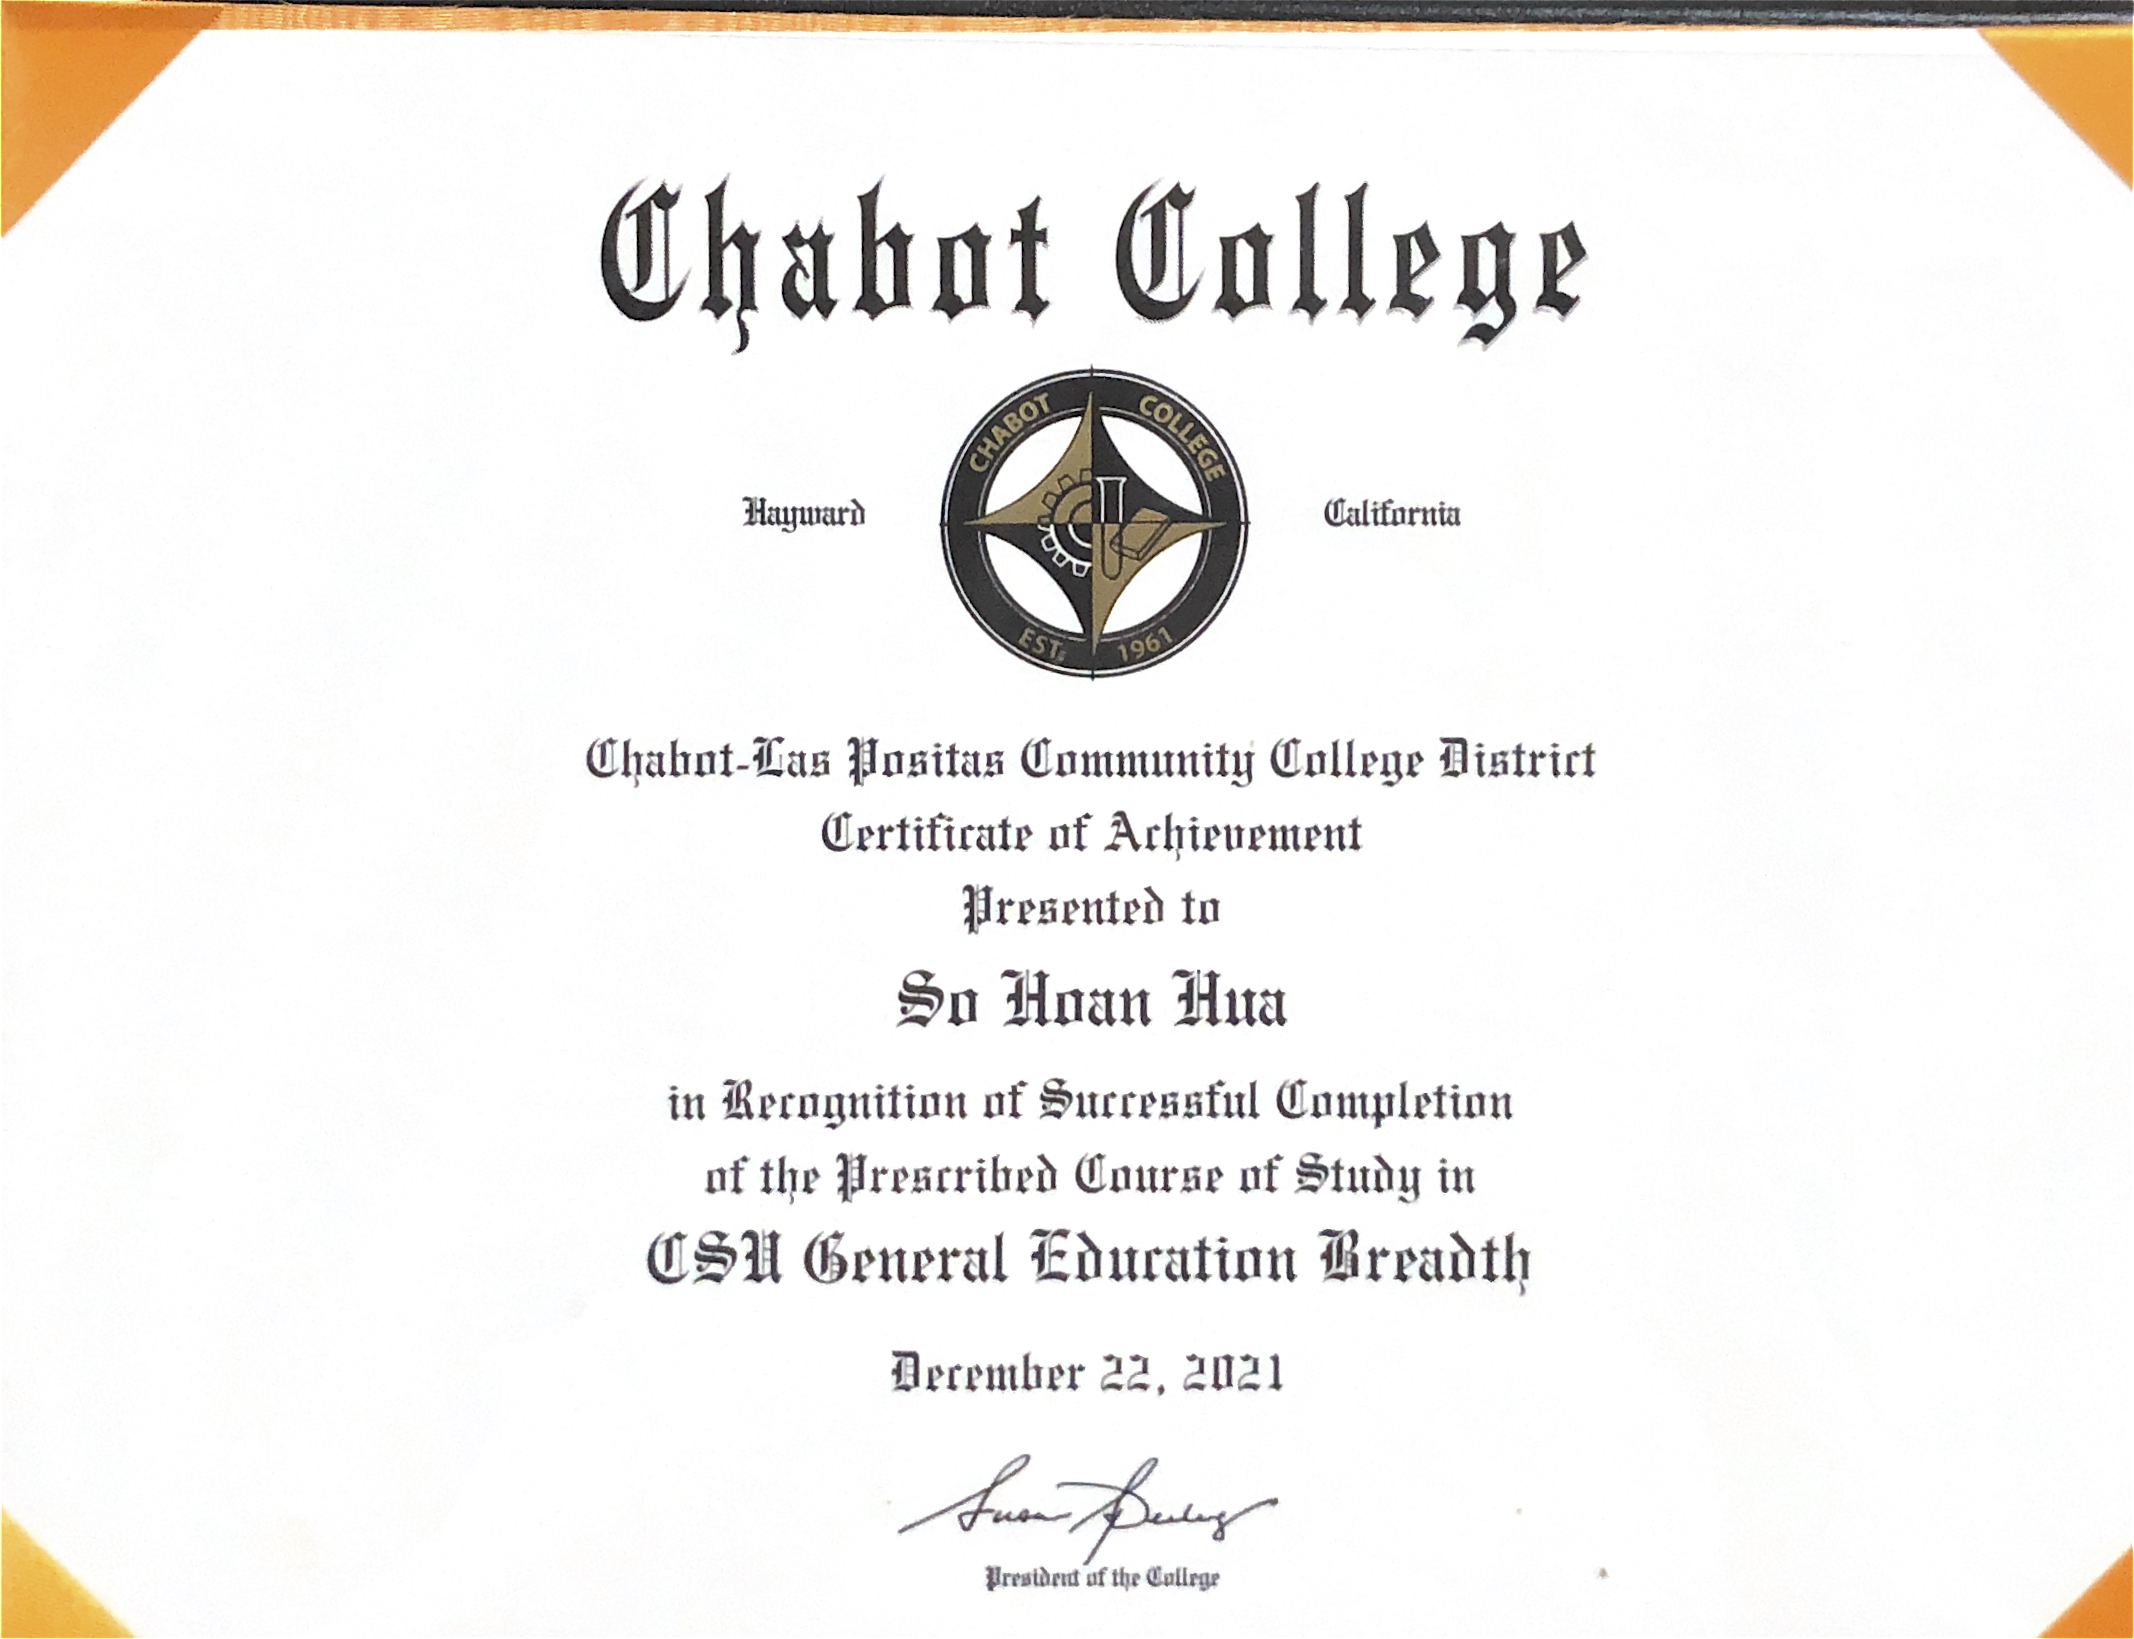 Chabot College
CHABOT COLLEGE
Hayward California
EST. 1961
Chabot-Las Positas Community College District
Certificate of Achievement
Presented to
So Hoan Hua
in Recognition of Successful Completion
of the Prescribed Course of Study in
CSU General Education Breadth
December 22, 2021
President of the College